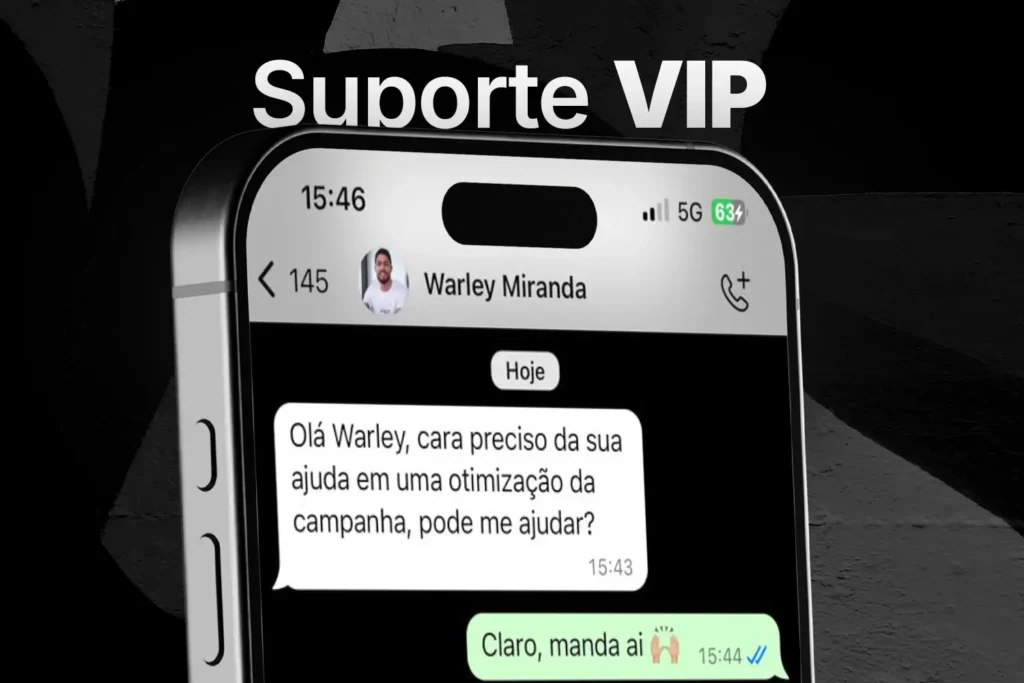 Suporte VIP
15:46
5G 63
145 Warley Miranda
Hoje
Olá Warley, cara preciso da sua
ajuda em uma otimização da
campanha, pode me ajudar?
15:43
Claro, manda ai 🙌🏼 15:44